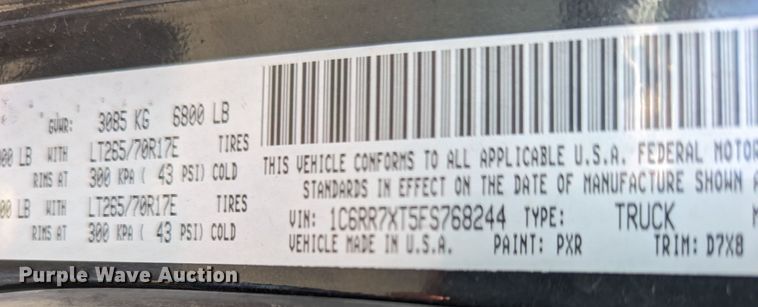 GVWR: 3085 KG 6800 LB
00 LB WITH LT265/70R17E TIRES
RIMS AT 300 KPA ( 43 PSI) COLD
00 LB WITH LT265/70R17E TIRES
RIMS AT 300 KPA ( 43 PSI) COLD
THIS VEHICLE CONFORMS TO ALL APPLICABLE U.S.A. FEDERAL MOTOR
STANDARDS IN EFFECT ON THE DATE OF MANUFACTURE SHOWN A
VIN: 1C6RR7XT5FS768244 TYPE: TRUCK
VEHICLE MADE IN U.S.A. PAINT: PXR TRIM: D7X8
Purple Wave Auction